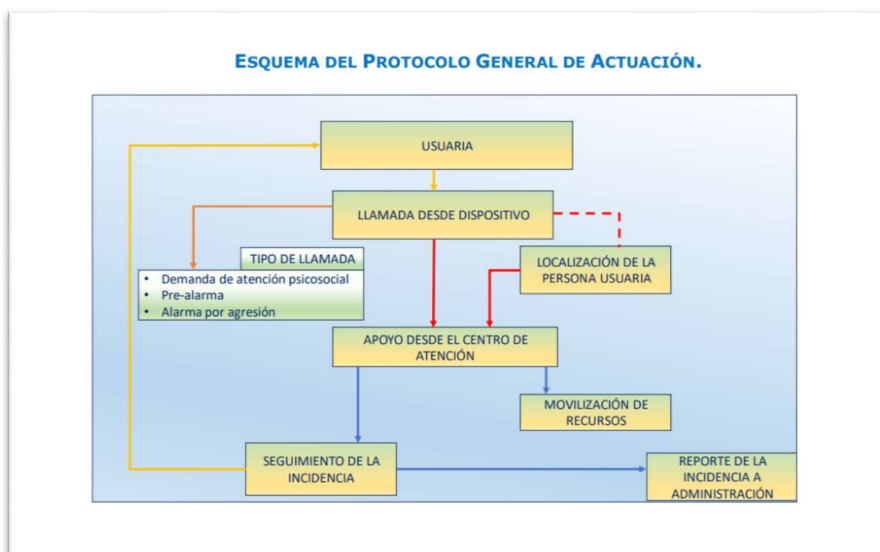 ESQUEMA DEL PROTOCOLO GENERAL DE ACTUACIÓN.
USUARIA
LLAMADA DESDE DISPOSITIVO
TIPO DE LLAMADA
• Demanda de atención psicosocial
• Pre-alarma
• Alarma por agresión
LOCALIZACIÓN DE LA
PERSONA USUARIA
APOYO DESDE EL CENTRO DE
ATENCIÓN
MOVILIZACIÓN DE
RECURSOS
SEGUIMIENTO DE LA
INCIDENCIA
REPORTE DE LA
INCIDENCIA A
ADMINISTRACIÓN